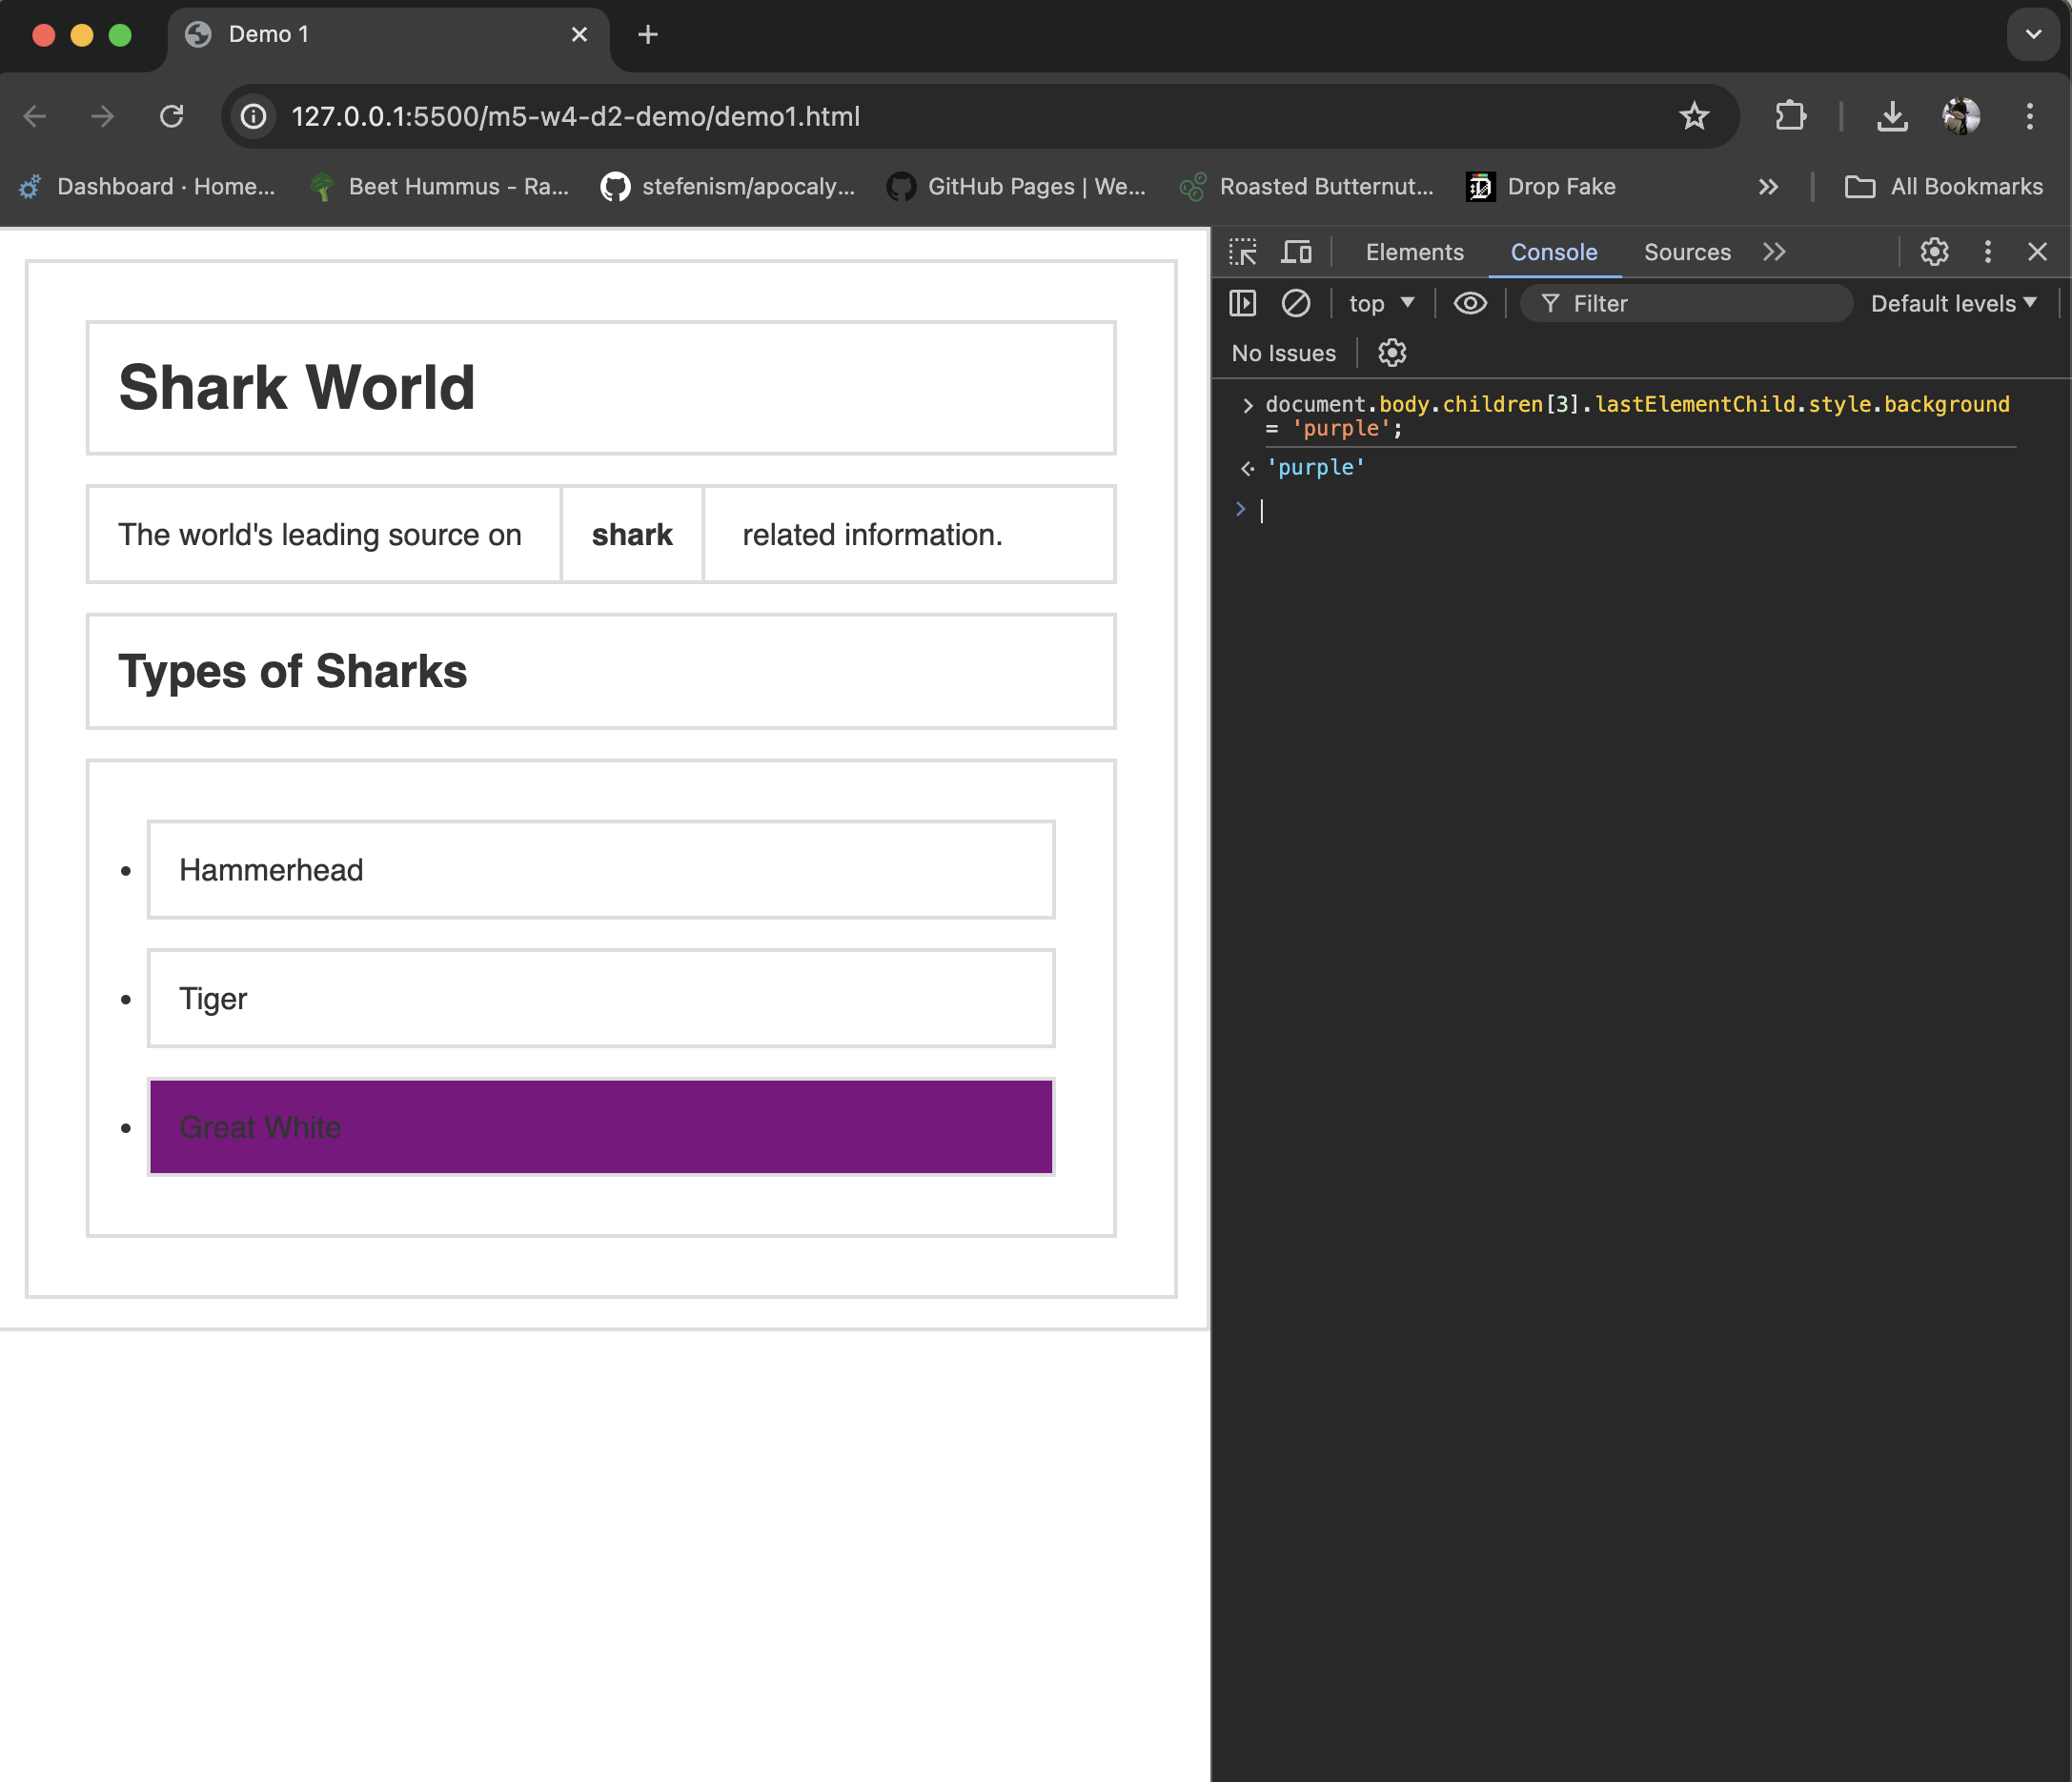 Demo 1
127.0.0.1:5500/m5-w4-d2-demo/demo1.html
Dashboard · Home... Beet Hummus - Ra... stefenism/apocaly... GitHub Pages | We... Roasted Butternut... Drop Fake All Bookmarks
Elements Console Sources
top Filter Default levels
No Issues
document.body.children[3].lastElementChild.style.background
= 'purple';
'purple'
Shark World
The world's leading source on shark related information.
Types of Sharks
• Hammerhead
• Tiger
• Great White